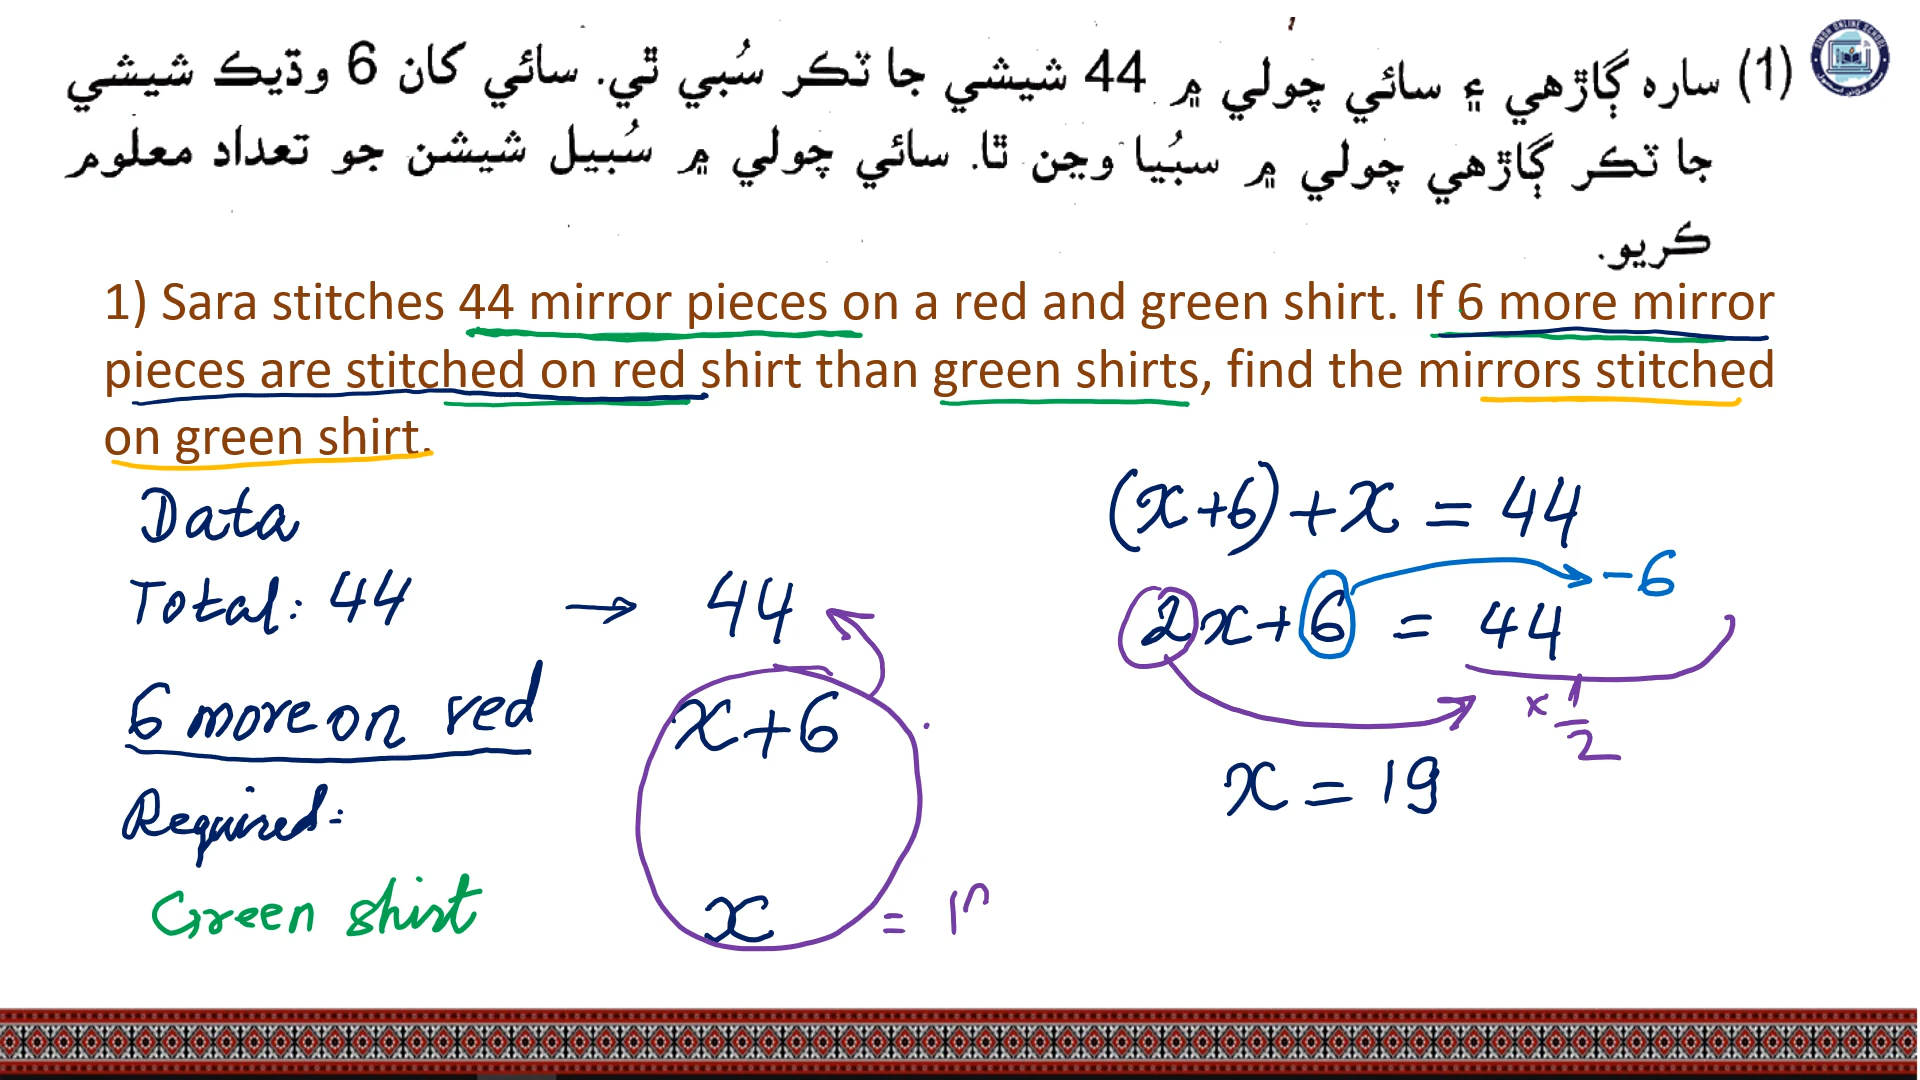 (1) ساره ڳاڙهي ۽ سائي چولي ۾ 44 شيشي جا ٽڪر سُبي ٿي. سائي کان 6 وڌيڪ شيشي
جا ٽڪر ڳاڙهي چولي ۾ سبُيا وڃن ٿا. سائي چولي ۾ سُبيل شيشن جو تعداد معلوم
ڪريو.
1) Sara stitches 44 mirror pieces on a red and green shirt. If 6 more mirror
pieces are stitched on red shirt than green shirts, find the mirrors stitched
on green shirt.
Data
Total: 44 → 44
6 more on red
x+6
Required:
Green shirt
x =
(x+6)+x = 44
-6
2x+6 = 44
× 1/2
x = 19